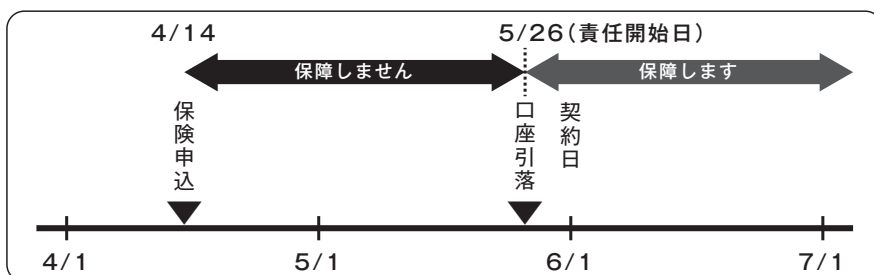 4/14
5/26(責任開始日)
保障しません
保障します
保険申込
口座引落
契約日
4/1
5/1
6/1
7/1